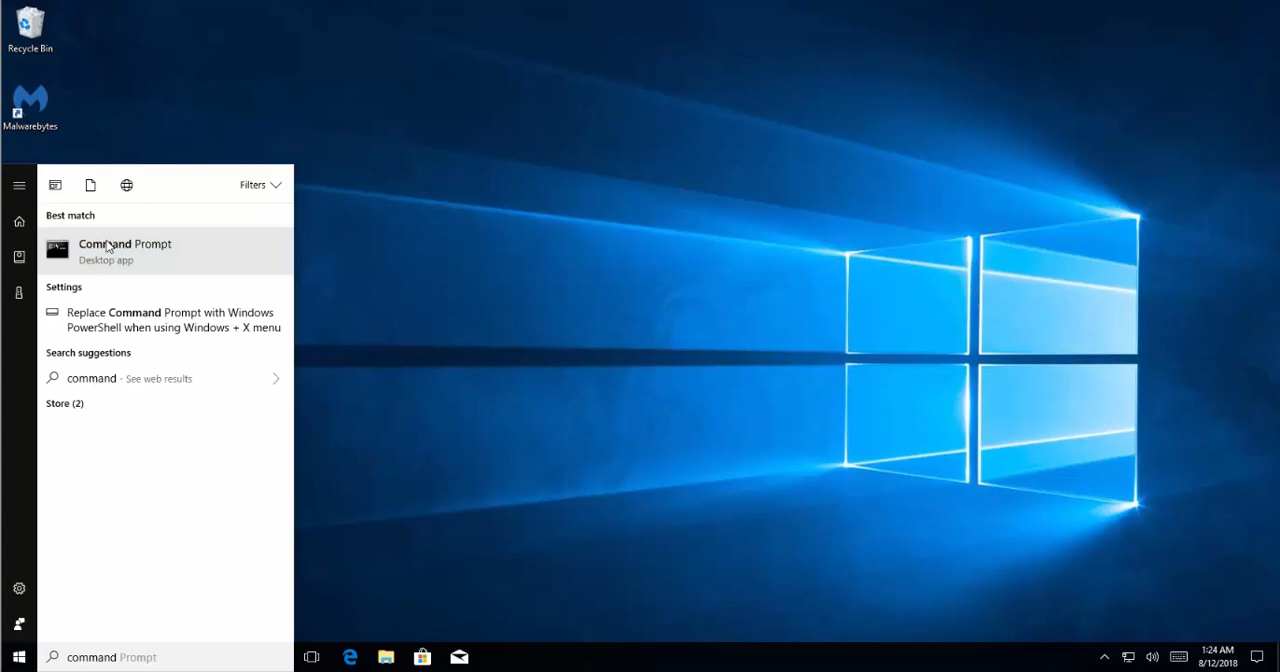 Recycle Bin
Malwarebytes
Filters
Best match
Command Prompt
Desktop app
Settings
Replace Command Prompt with Windows
PowerShell when using Windows + X menu
Search suggestions
command - See web results
Store (2)
command Prompt
1:24 AM
8/12/2018